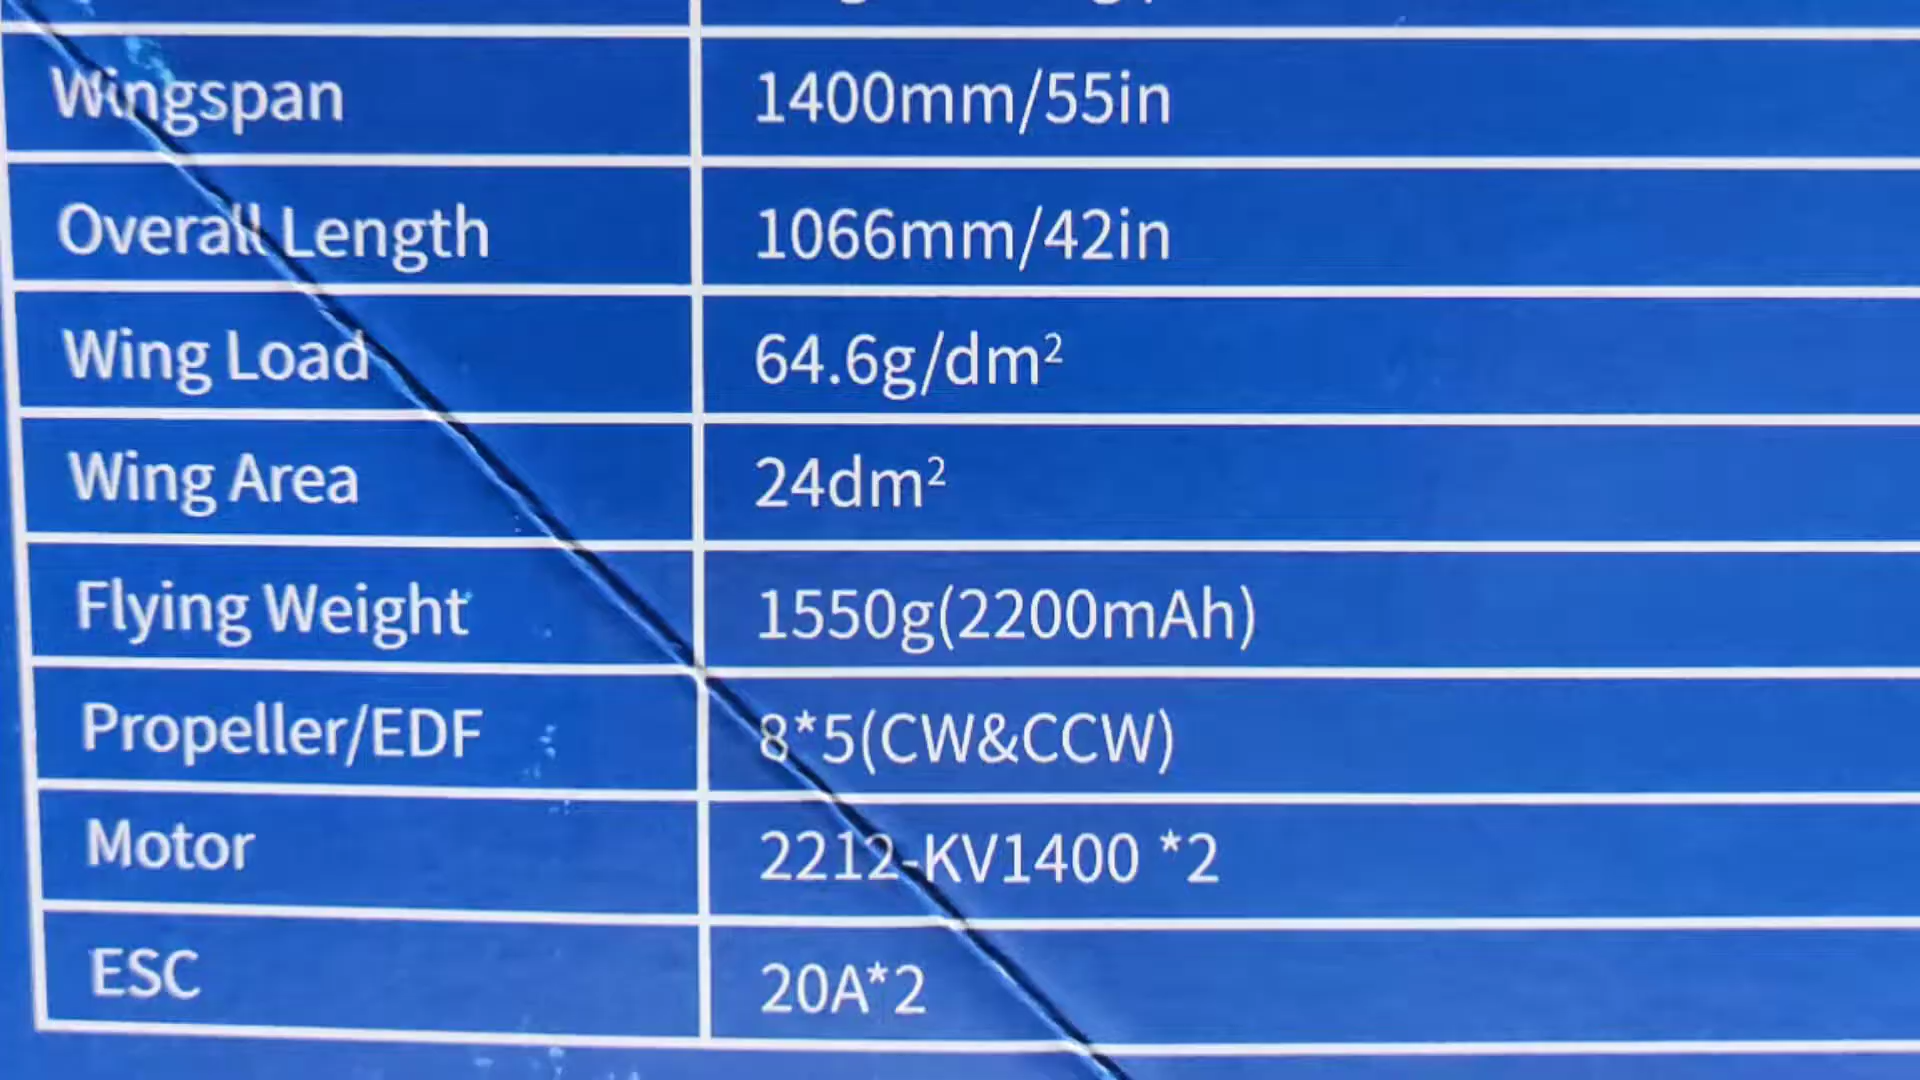 Wingspan 1400mm/55in
Overall Length 1066mm/42in
Wing Load 64.6g/dm²
Wing Area 24dm²
Flying Weight 1550g(2200mAh)
Propeller/EDF 8*5(CW&CCW)
Motor 2212-KV1400 *2
ESC 20A*2